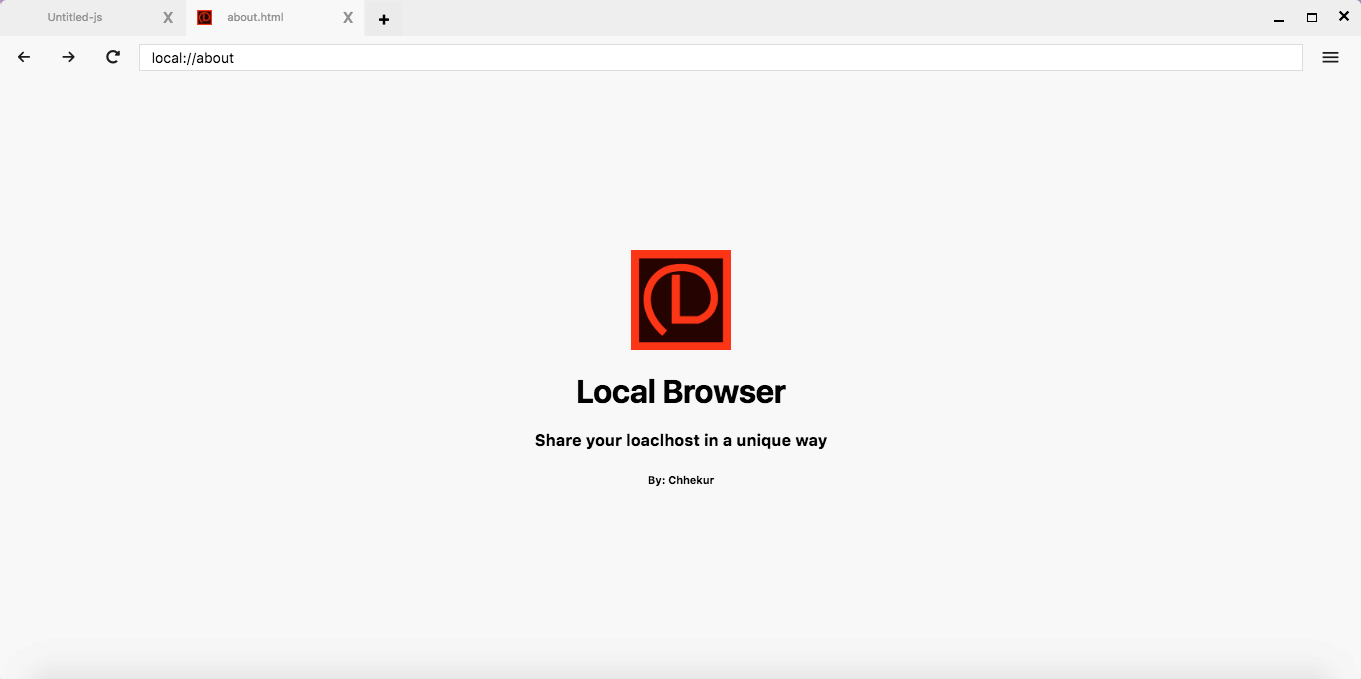 Untitled-js X about.html X +
local://about
Local Browser
Share your loaclhost in a unique way
By: Chhekur